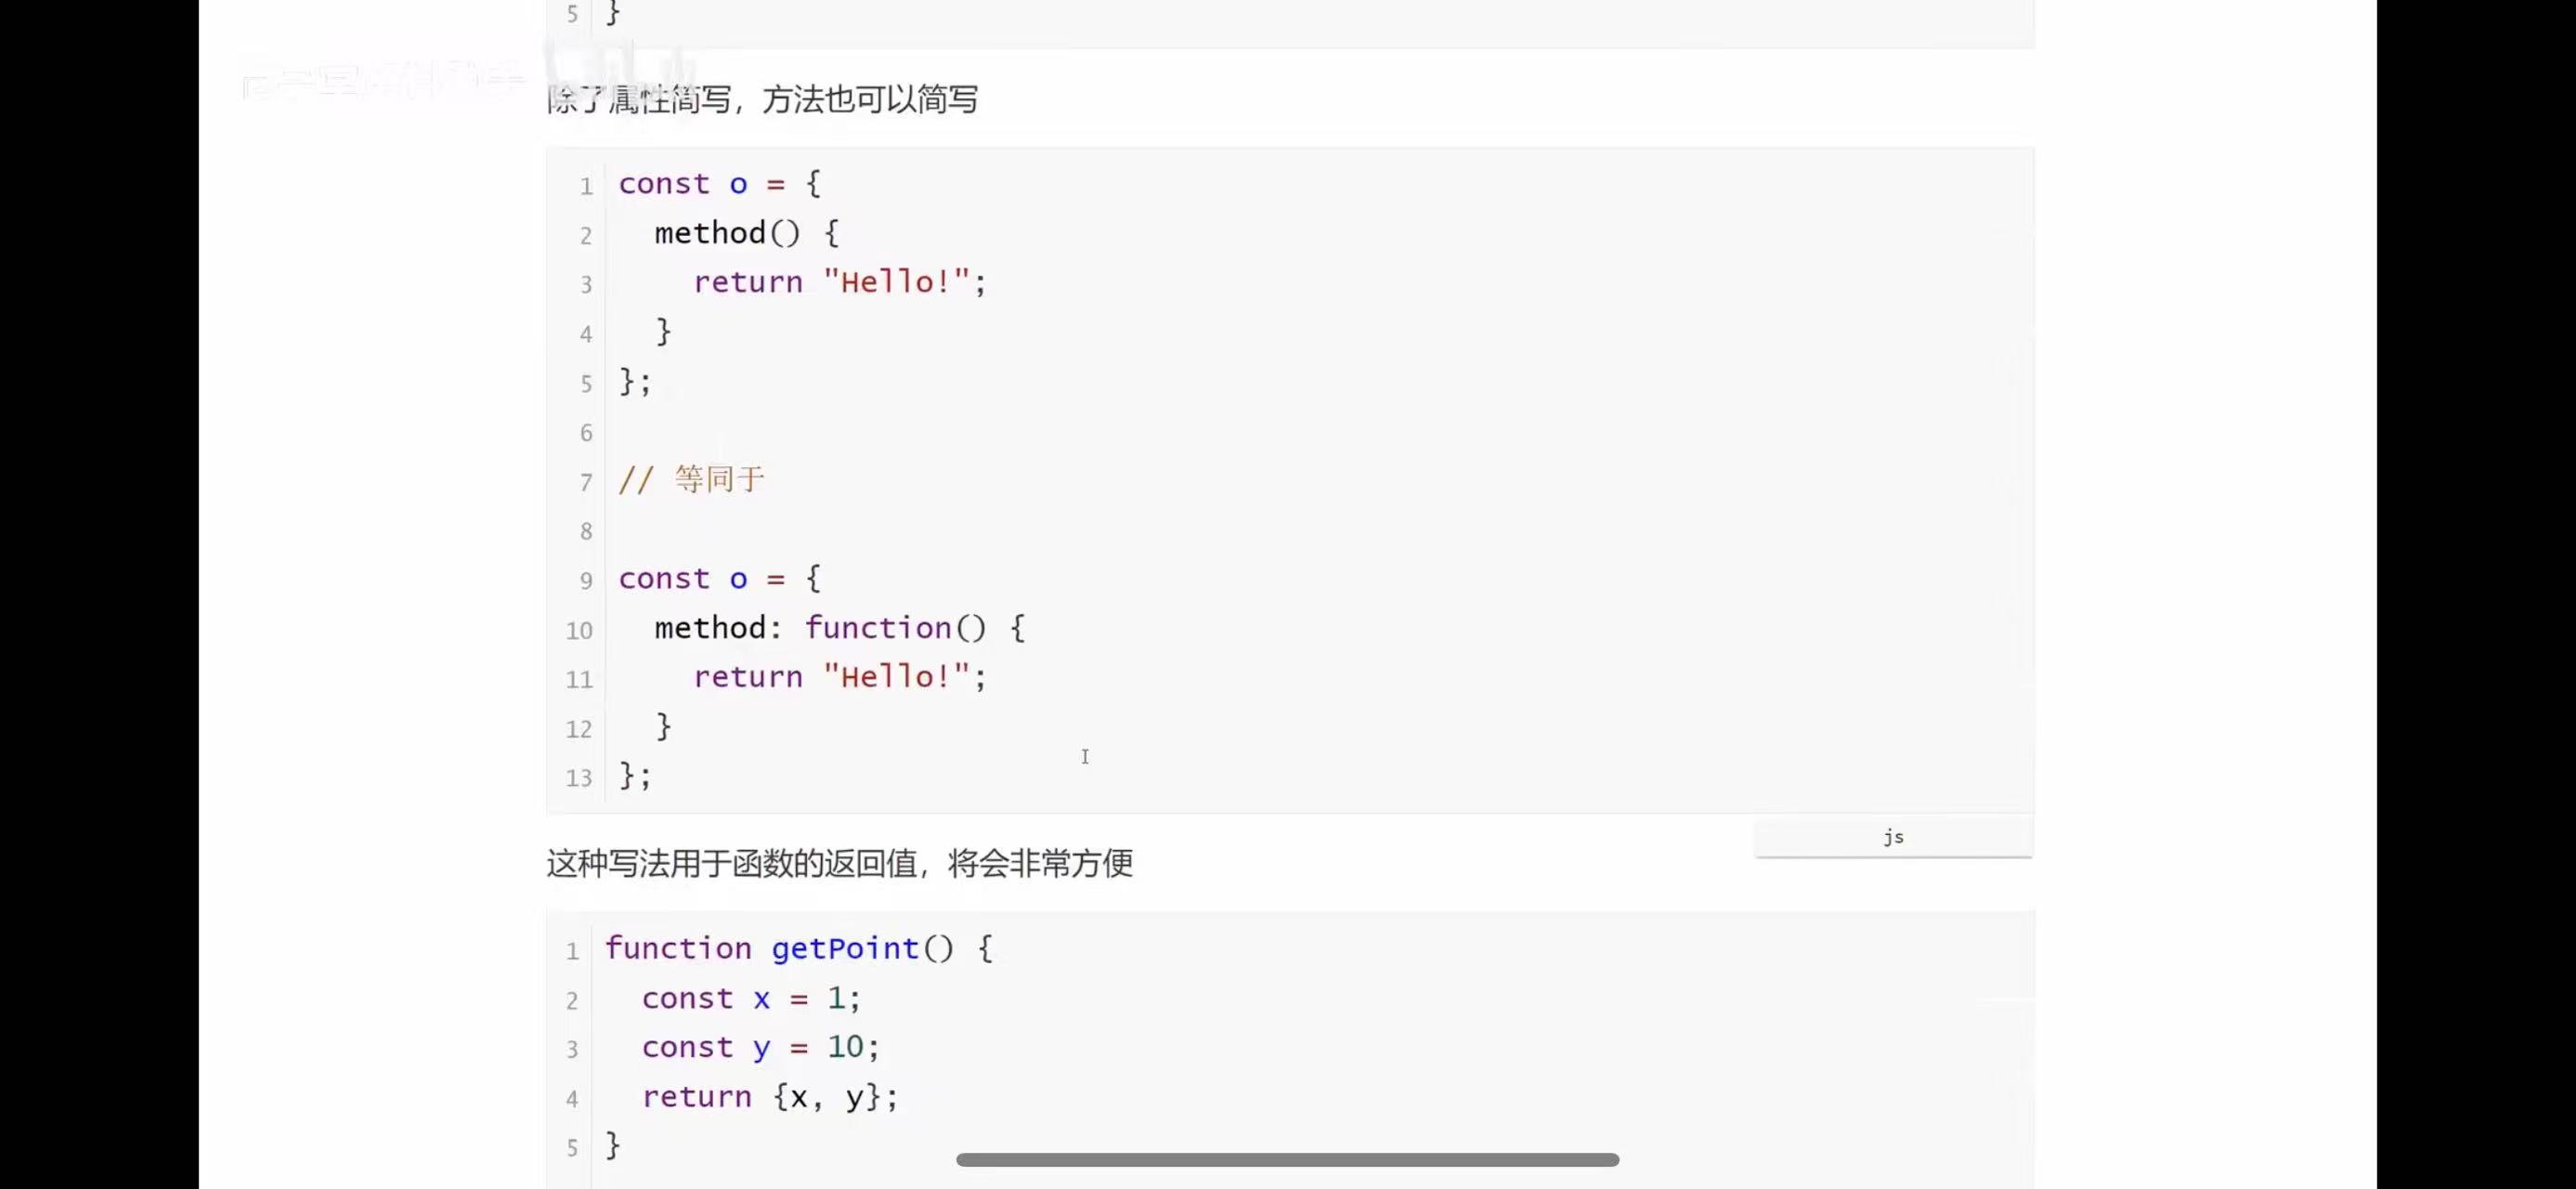 5 }
除了属性简写，方法也可以简写
1 const o = {
2 method() {
3 return "Hello!";
4 }
5 };
6
7 // 等同于
8
9 const o = {
10 method: function() {
11 return "Hello!";
12 }
13 };
js
这种写法用于函数的返回值，将会非常方便
1 function getPoint() {
2 const x = 1;
3 const y = 10;
4 return {x, y};
5 }